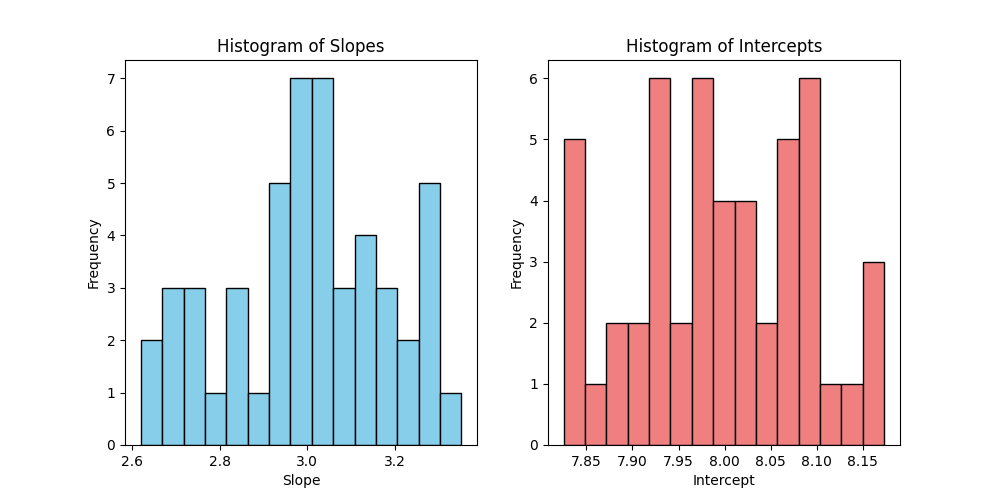 Histogram of Slopes
7
6
5
4
3
2
1
0
Frequency
2.6 2.8 3.0 3.2
Slope
Histogram of Intercepts
6
5
4
3
2
1
0
Frequency
7.85 7.90 7.95 8.00 8.05 8.10 8.15
Intercept